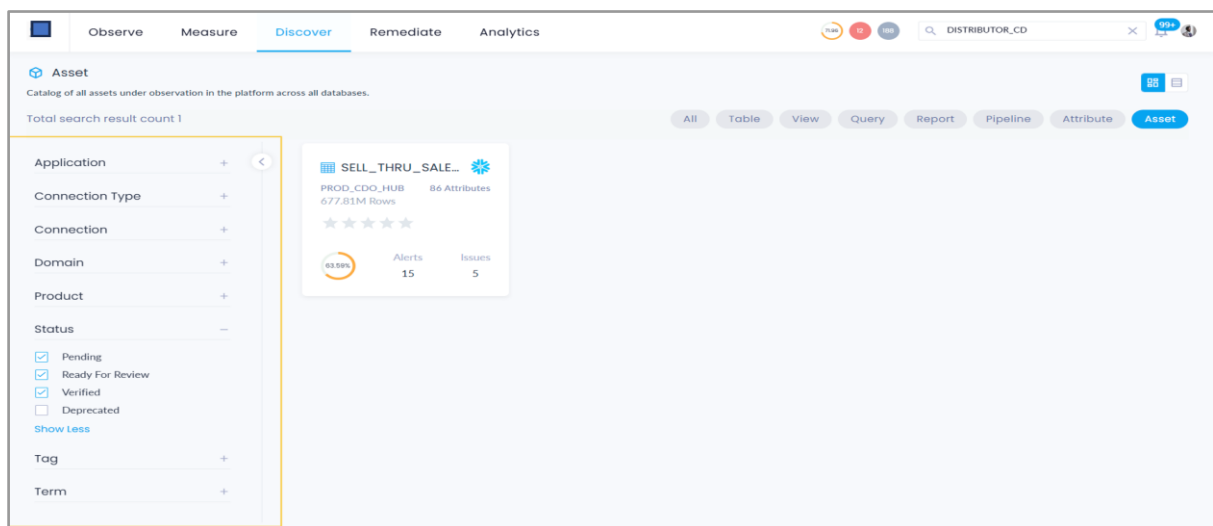 Observe Measure Discover Remediate Analytics 12 188 DISTRIBUTOR_CD 99+
Asset
Catalog of all assets under observation in the platform across all databases.
Total search result count 1 All Table View Query Report Pipeline Attribute Asset
Application
Connection Type
Connection
Domain
Product
Status
Pending
Ready For Review
Verified
Deprecated
Show Less
Tag
Term
SELL_THRU_SALE...
PROD_CDO_HUB 86 Attributes
677.81M Rows
63.59% Alerts Issues
15 5